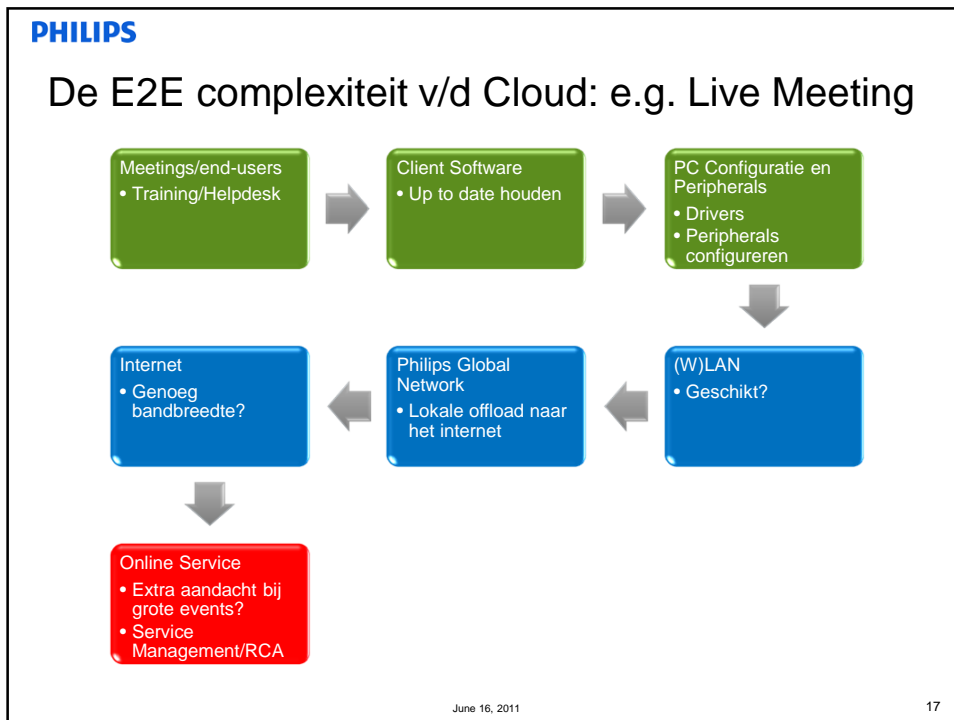 PHILIPS
De E2E complexiteit v/d Cloud: e.g. Live Meeting
Meetings/end-users
• Training/Helpdesk
Client Software
• Up to date houden
PC Configuratie en
Peripherals
• Drivers
• Peripherals
configureren
(W)LAN
• Geschikt?
Philips Global
Network
• Lokale offload naar
het internet
Internet
• Genoeg
bandbreedte?
Online Service
• Extra aandacht bij
grote events?
• Service
Management/RCA
June 16, 2011
17